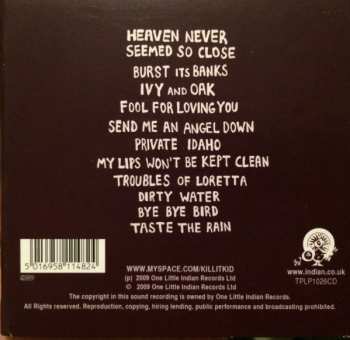 HEAVEN NEVER
SEEMED SO CLOSE
BURST ITS BANKS
IVY AND OAK
FOOL FOR LOVING YOU
SEND ME AN ANGEL DOWN
PRIVATE IDAHO
MY LIPS WON'T BE KEPT CLEAN
TROUBLES OF LORETTA
DIRTY WATER
BYE BYE BIRD
TASTE THE RAIN
5 016958 114824
WWW.MYSPACE.COM/KILLITKID
(p) 2009 One Little Indian Records Ltd
© 2009 One Little Indian Records Ltd
www.indian.co.uk
TPLP1026CD
The copyright in this sound recording is owned by One Little Indian Records.
All Rights reserved. Reproduction, copying, hiring lending, public performance and broadcasting prohibited.